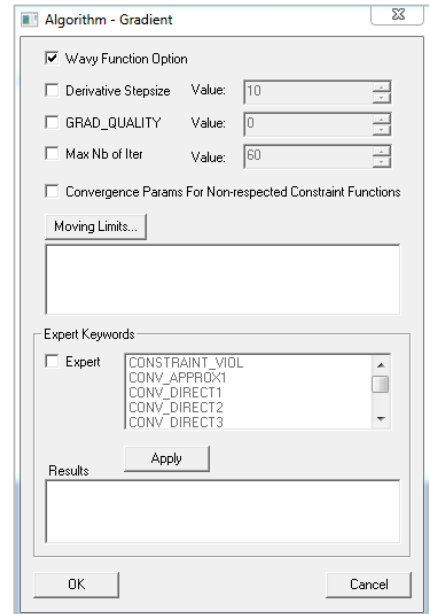 Algorithm - Gradient
Wavy Function Option
Derivative Stepsize Value: 10
GRAD_QUALITY Value: 0
Max Nb of Iter Value: 60
Convergence Params For Non-respected Constraint Functions
Moving Limits...
Expert Keywords
Expert
CONSTRAINT_VIOL
CONV_APPROX1
CONV_DIRECT1
CONV_DIRECT2
CONV_DIRECT3
Apply
Results
OK Cancel